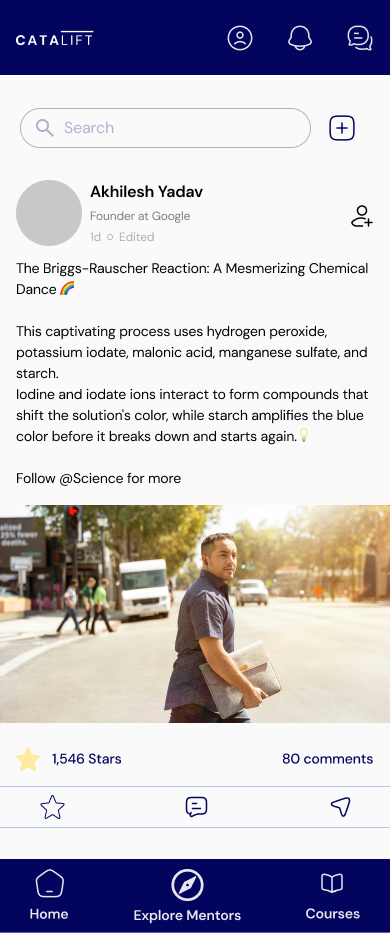 CATALIFT
Search
Akhilesh Yadav
Founder at Google
1d Edited
The Briggs-Rauscher Reaction: A Mesmerizing Chemical
Dance 🌈
This captivating process uses hydrogen peroxide,
potassium iodate, malonic acid, manganese sulfate, and
starch.
Iodine and iodate ions interact to form compounds that
shift the solution's color, while starch amplifies the blue
color before it breaks down and starts again.💡
Follow @Science for more
25% fewer
deaths.
1,546 Stars
80 comments
Home
Explore Mentors
Courses